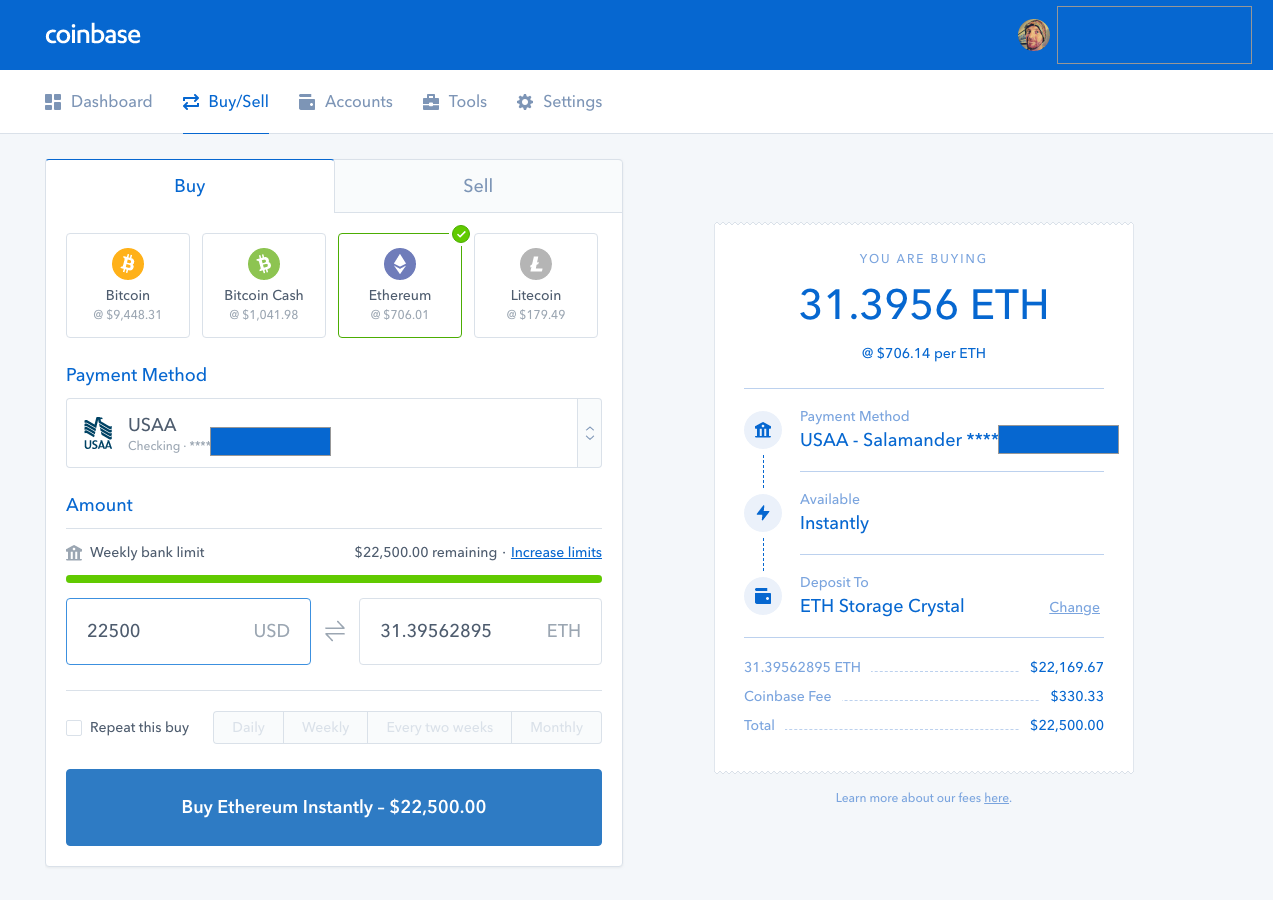 coinbase
Dashboard
Buy/Sell
Accounts
Tools
Settings
Buy
Sell
Bitcoin
@ $9,448.31
Bitcoin Cash
@ $1,041.98
Ethereum
@ $706.01
Litecoin
@ $179.49
Payment Method
USAA
USAA
Checking · ****
Amount
Weekly bank limit
$22,500.00 remaining · Increase limits
22500 USD
31.39562895 ETH
Repeat this buy
Daily
Weekly
Every two weeks
Monthly
Buy Ethereum Instantly – $22,500.00
YOU ARE BUYING
31.3956 ETH
@ $706.14 per ETH
Payment Method
USAA - Salamander ****
Available
Instantly
Deposit To
ETH Storage Crystal
Change
31.39562895 ETH $22,169.67
Coinbase Fee $330.33
Total $22,500.00
Learn more about our fees here.